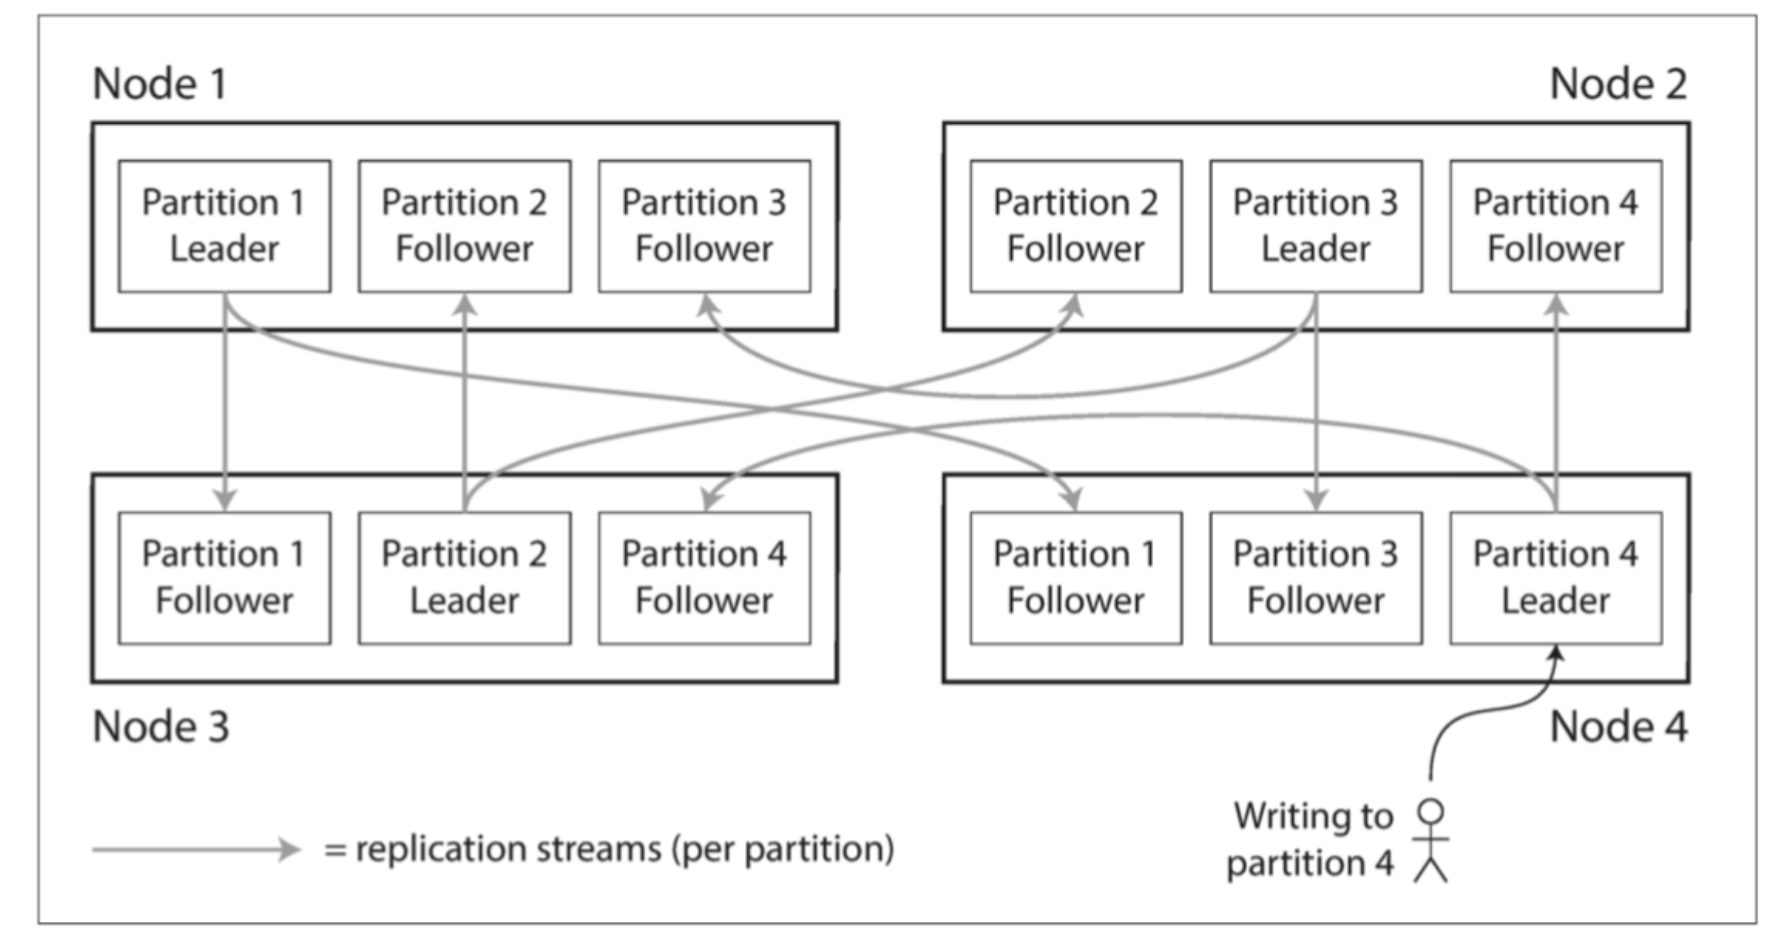 Node 1
Node 2
Partition 1
Leader
Partition 2
Follower
Partition 3
Follower
Partition 2
Follower
Partition 3
Leader
Partition 4
Follower
Partition 1
Follower
Partition 2
Leader
Partition 4
Follower
Partition 1
Follower
Partition 3
Follower
Partition 4
Leader
Node 3
Node 4
= replication streams (per partition)
Writing to
partition 4